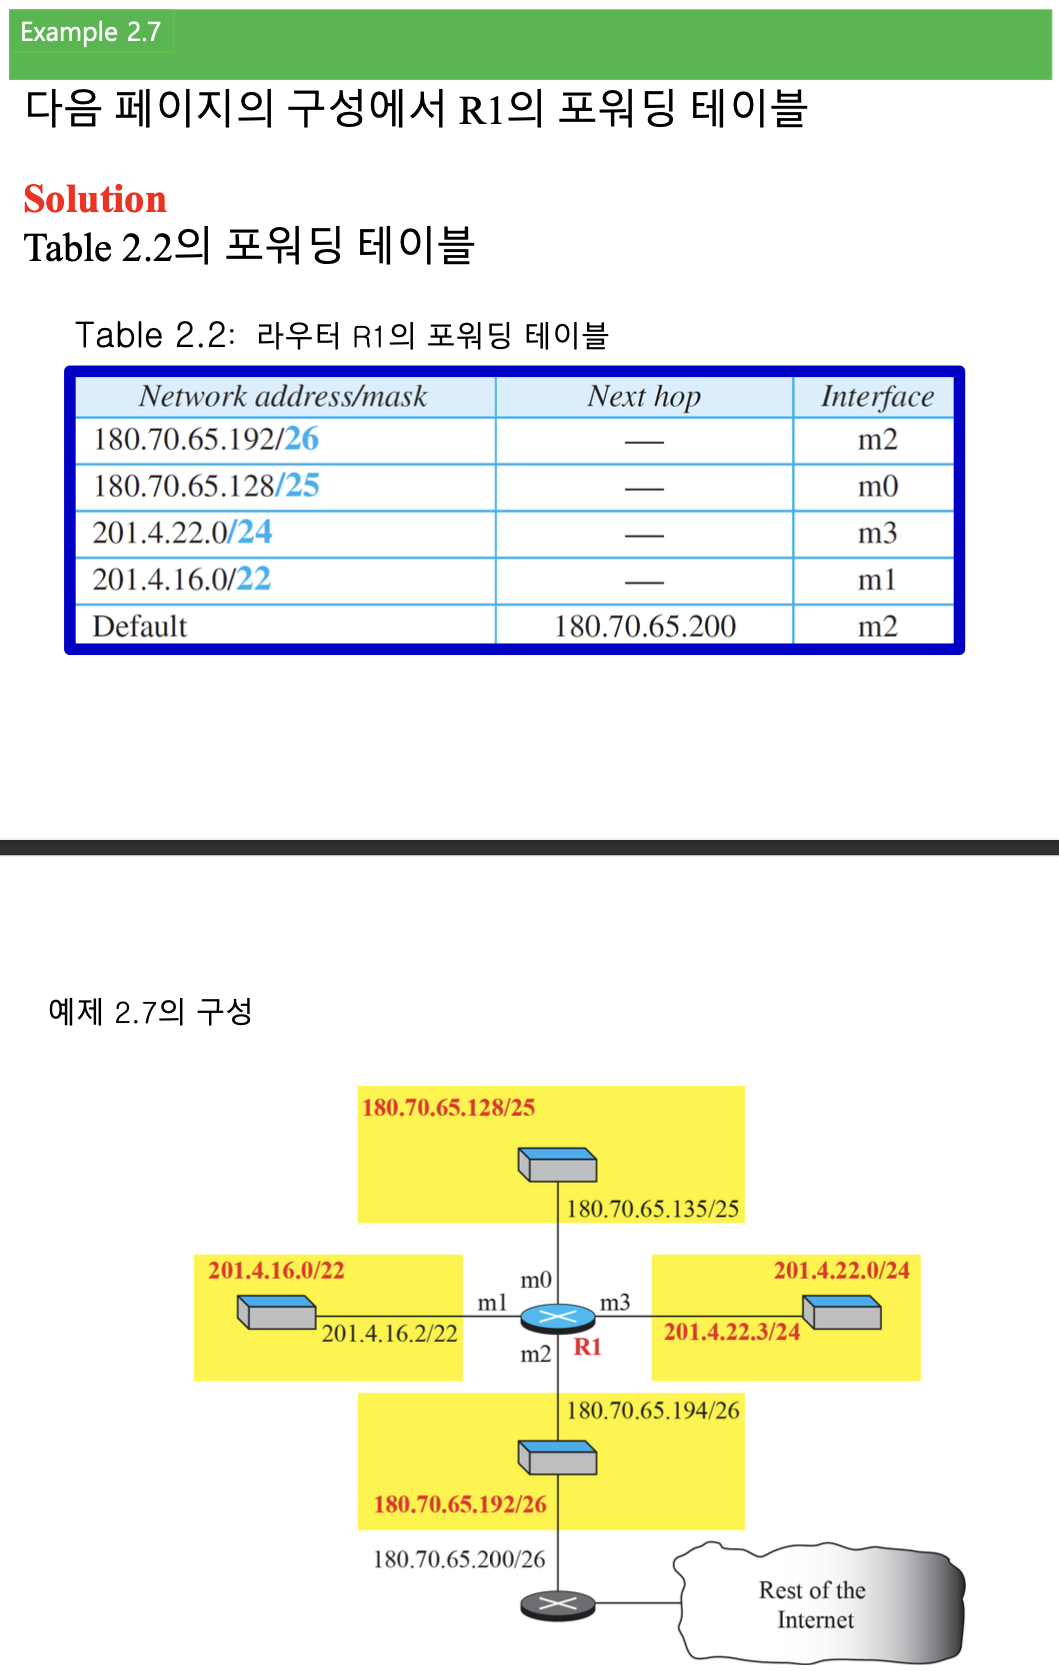 Example 2.7
다음 페이지의 구성에서 R1의 포워딩 테이블
Solution
Table 2.2의 포워딩 테이블
Table 2.2: 라우터 R1의 포워딩 테이블
Network address/mask Next hop Interface
180.70.65.192/26 — m2
180.70.65.128/25 — m0
201.4.22.0/24 — m3
201.4.16.0/22 — m1
Default 180.70.65.200 m2
예제 2.7의 구성
180.70.65.128/25
180.70.65.135/25
201.4.16.0/22
201.4.22.0/24
m0
m1
m3
201.4.16.2/22
201.4.22.3/24
m2
R1
180.70.65.194/26
180.70.65.192/26
180.70.65.200/26
Rest of the
Internet